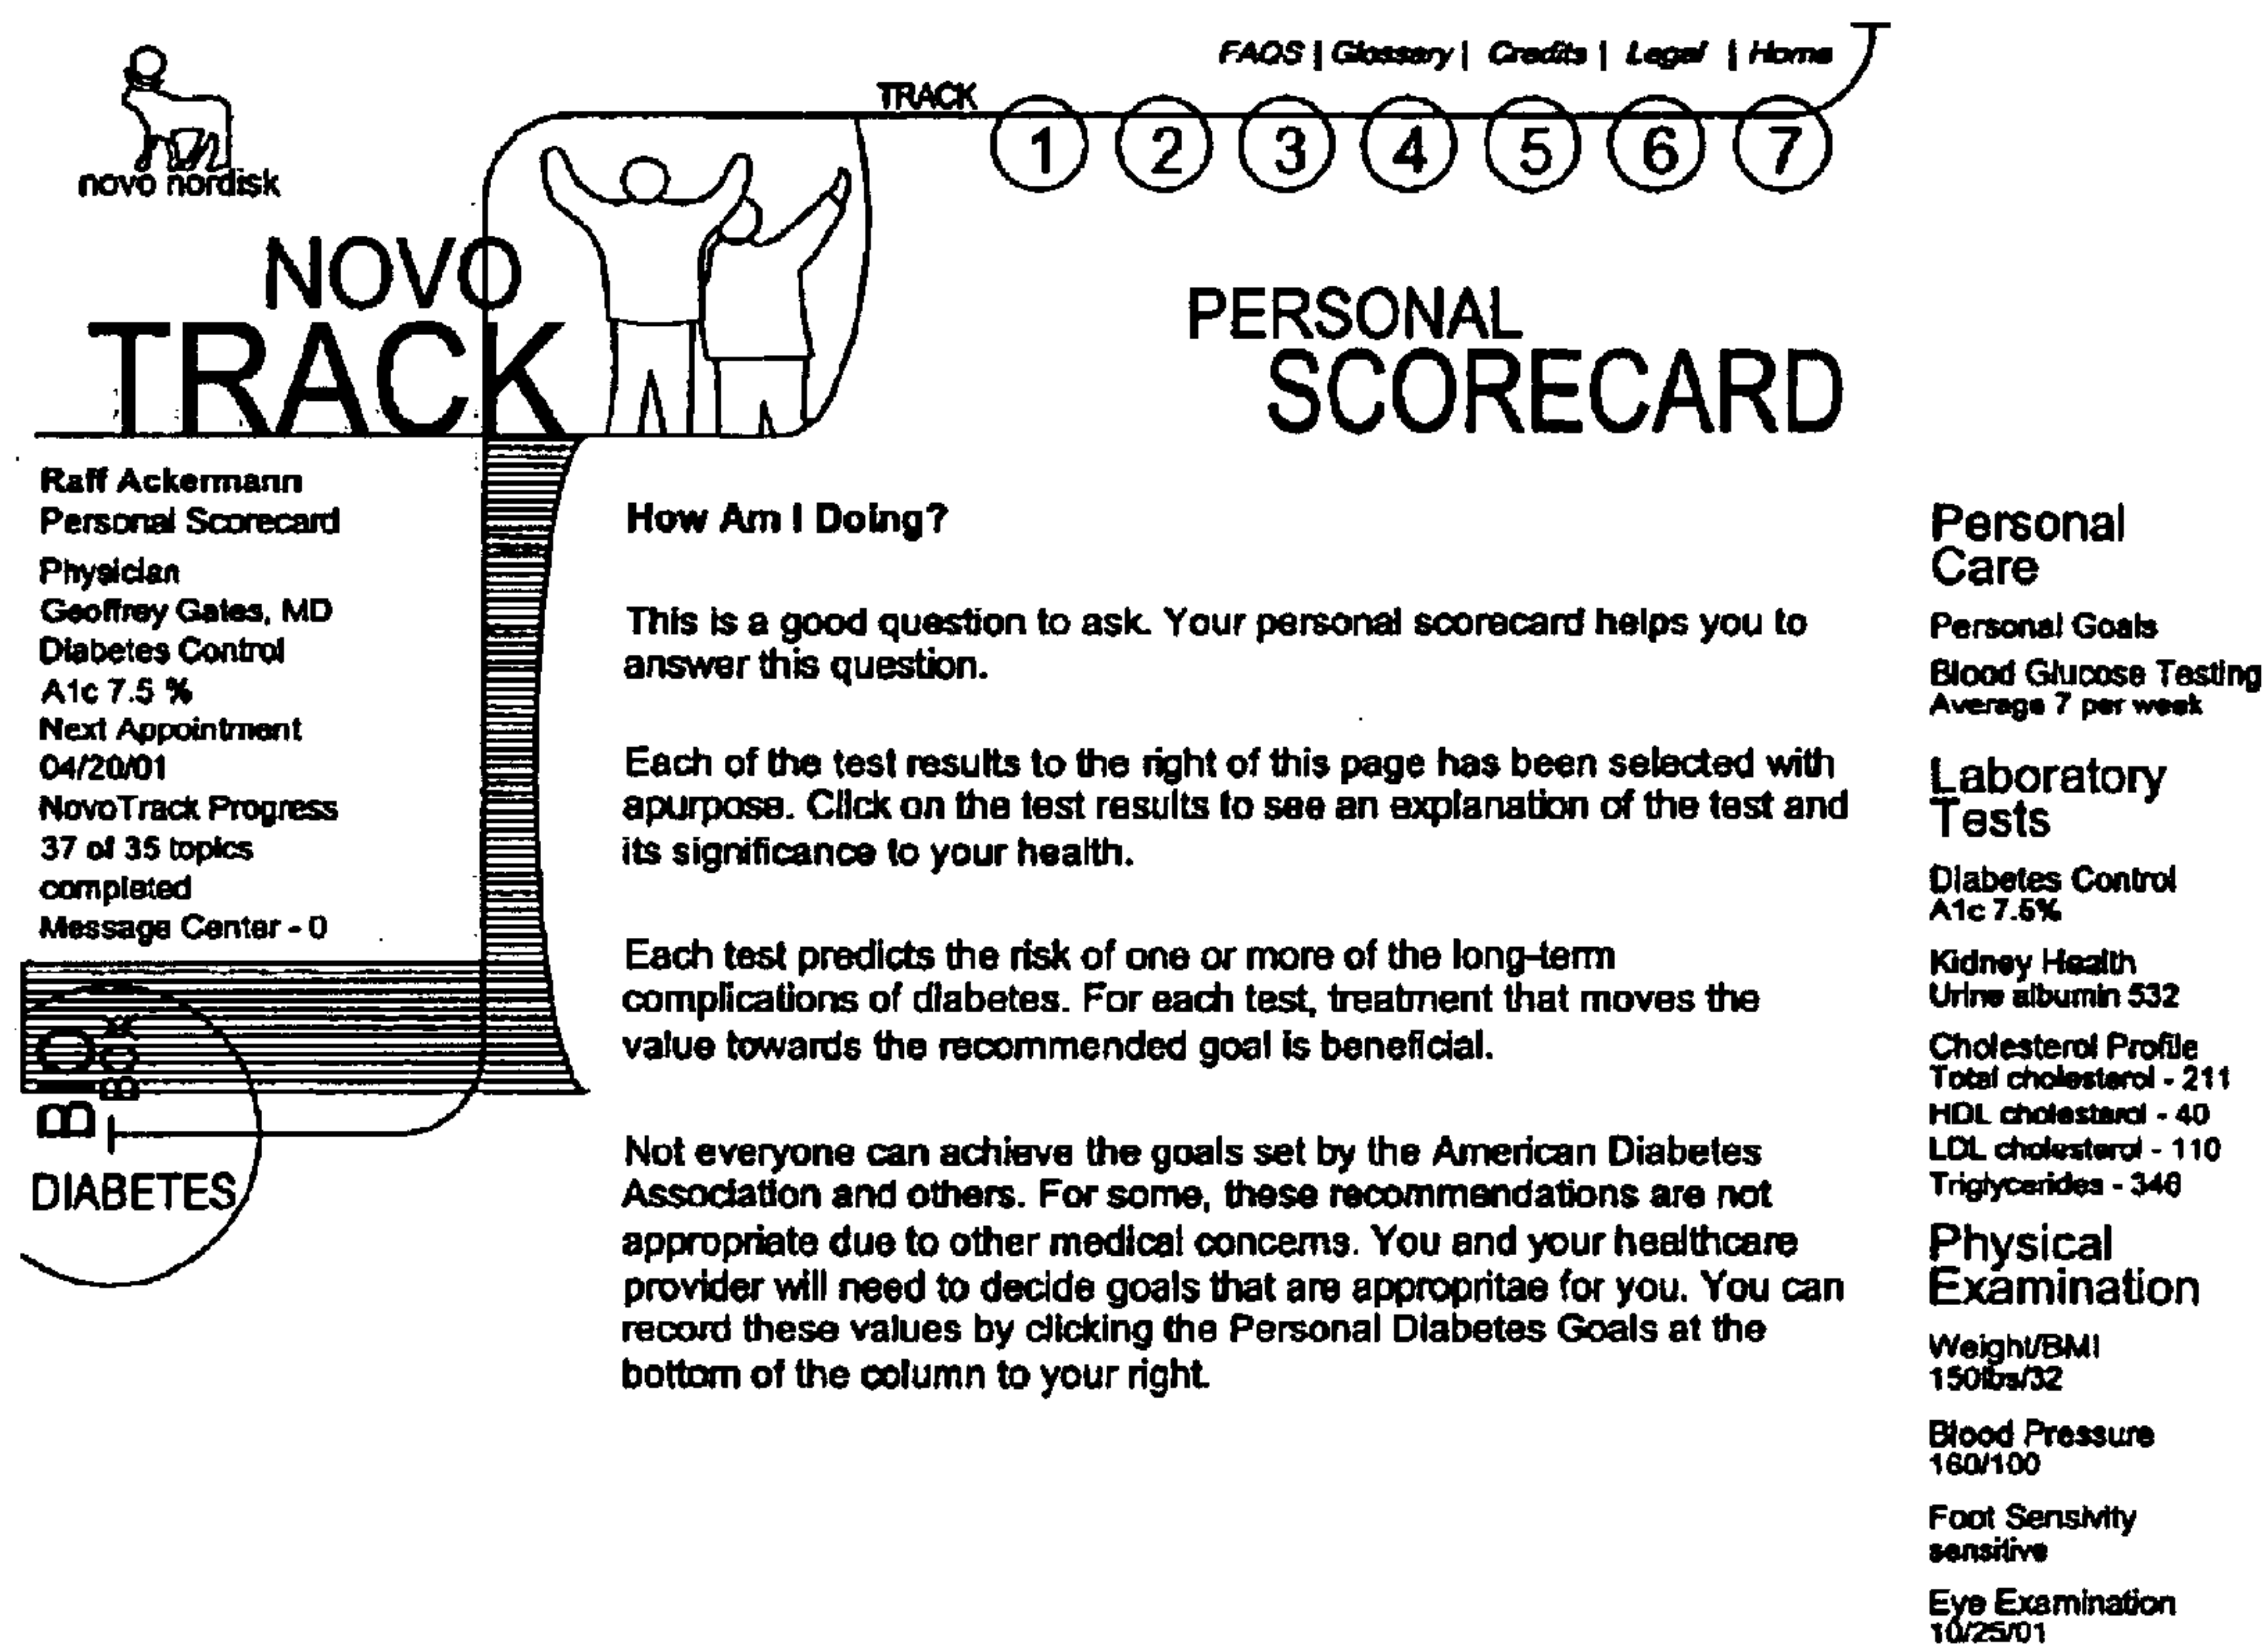 FAQS | Glossary | Credits | Legal | Home
TRACK
1 2 3 4 5 6 7
novo nordisk
NOVO
TRACK
PERSONAL
SCORECARD
Raff Ackermann
Personal Scorecard
Physician
Geoffrey Gates, MD
Diabetes Control
A1c 7.5 %
Next Appointment
04/20/01
NovoTrack Progress
37 of 35 topics
completed
Message Center - 0
DIABETES
How Am I Doing?
This is a good question to ask. Your personal scorecard helps you to
answer this question.
Each of the test results to the right of this page has been selected with
apurpose. Click on the test results to see an explanation of the test and
its significance to your health.
Each test predicts the risk of one or more of the long-term
complications of diabetes. For each test, treatment that moves the
value towards the recommended goal is beneficial.
Not everyone can achieve the goals set by the American Diabetes
Association and others. For some, these recommendations are not
appropriate due to other medical concerns. You and your healthcare
provider will need to decide goals that are appropritae for you. You can
record these values by clicking the Personal Diabetes Goals at the
bottom of the column to your right.
Personal
Care
Personal Goals
Blood Glucose Testing
Average 7 per week
Laboratory
Tests
Diabetes Control
A1c 7.5%
Kidney Health
Urine albumin 532
Cholesterol Profile
Total cholesterol - 211
HDL cholesterol - 40
LDL cholesterol - 110
Triglycerides -
Physical
Examination
Weight/BMI
150lbs/32
Blood Pressure
160/100
Foot Sensivity
sensitive
Eye Examination
10/25/01